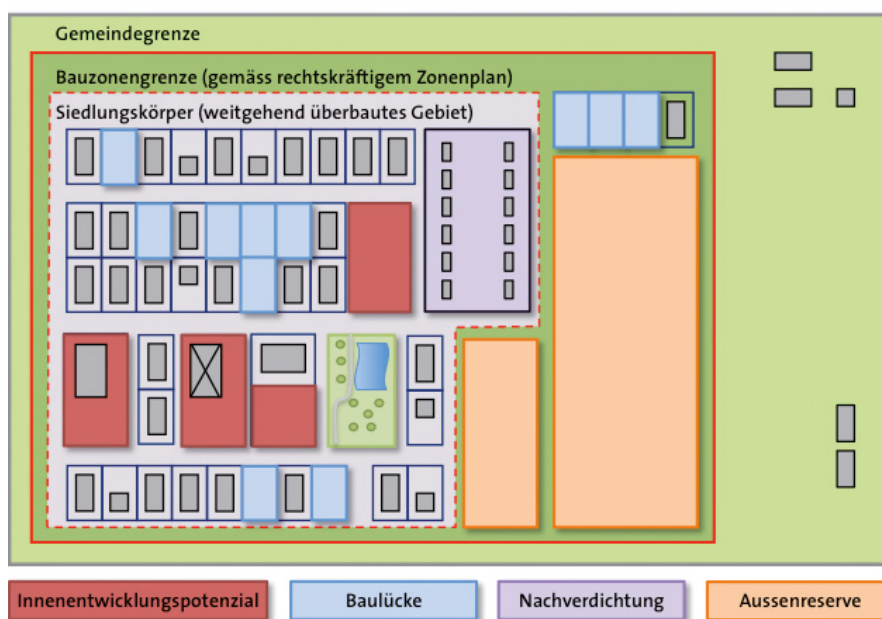 Gemeindegrenze
Bauzonengrenze (gemäss rechtskräftigem Zonenplan)
Siedlungskörper (weitgehend überbautes Gebiet)
Innenentwicklungspotenzial
Baulücke
Nachverdichtung
Aussenreserve